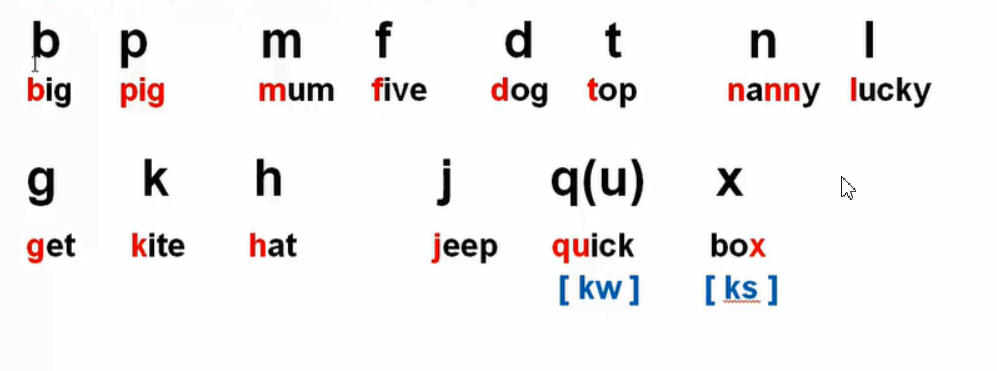 b p m f d t n l
big pig mum five dog top nanny lucky
g k h j q(u) x
get kite hat jeep quick box
[ kw ] [ ks ]